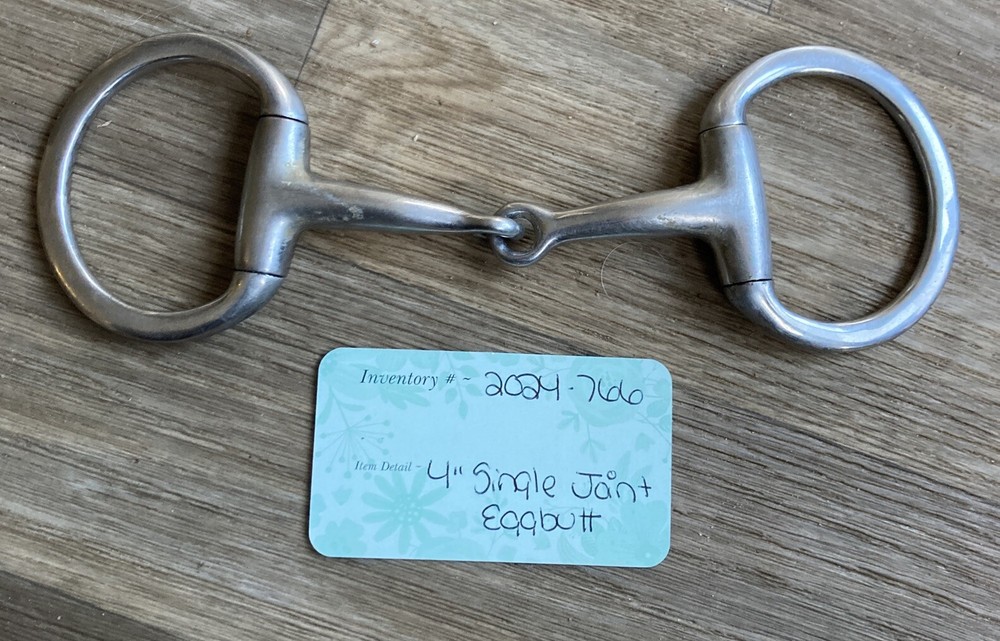 Inventory # ~ 2024-766
Item Detail ~ 4" Single Joint
Eggbutt